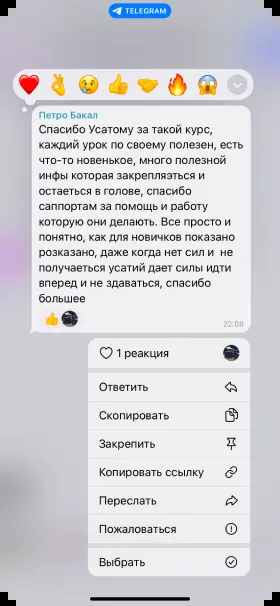 TELEGRAM
Петро Бакал
Спасибо Усатому за такой курс,
каждий урок по своему полезен, есть
что-то новенькое, много полезной
инфы которая закрепляэться и
остаеться в голове, спасибо
саппортам за помощь и работу
которую они делають. Все просто и
понятно, как для новичков показано
розказано, даже когда нет сил и не
получаеться усатий дает силы идти
вперед и не здаваться, спасибо
большее
22:08
1 реакция
Ответить
Скопировать
Закрепить
Копировать ссылку
Переслать
Пожаловаться
Выбрать